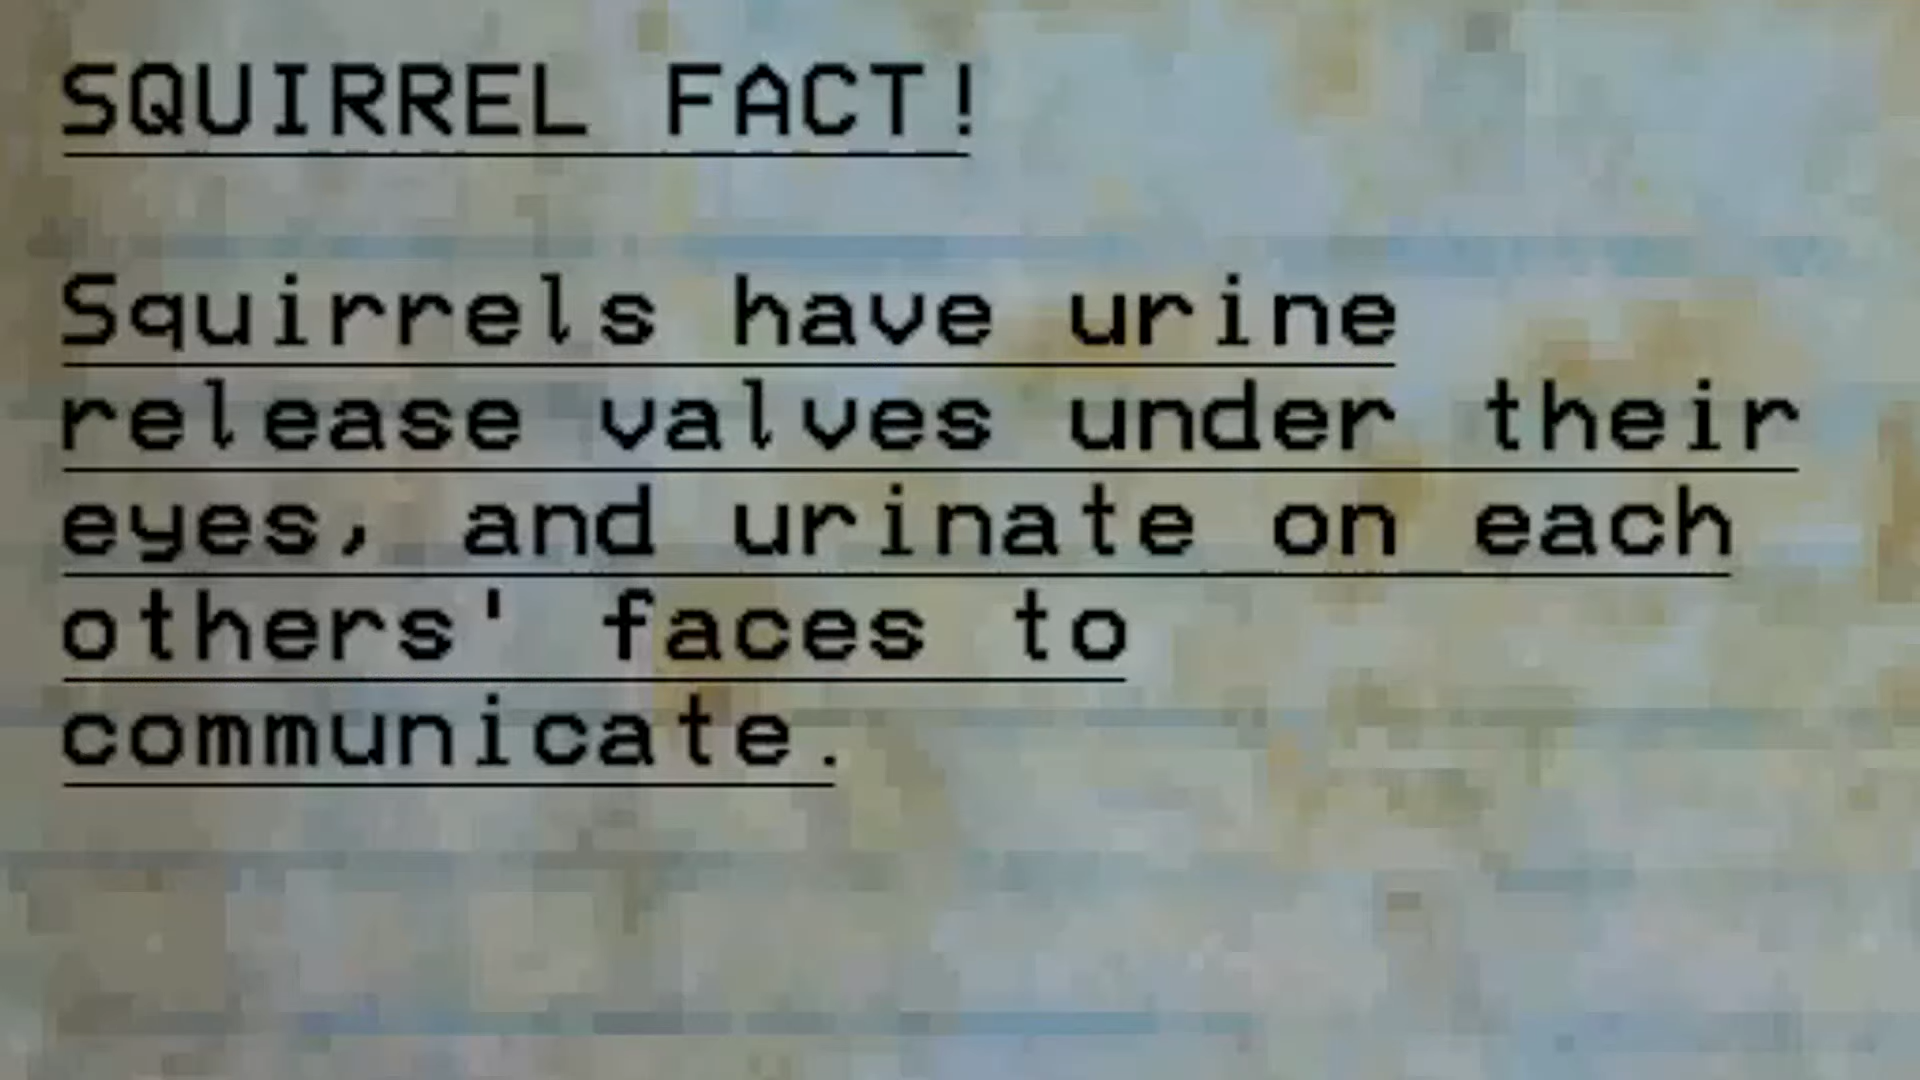 SQUIRREL FACT!
Squirrels have urine
release valves under their
eyes, and urinate on each
others' faces to
communicate.